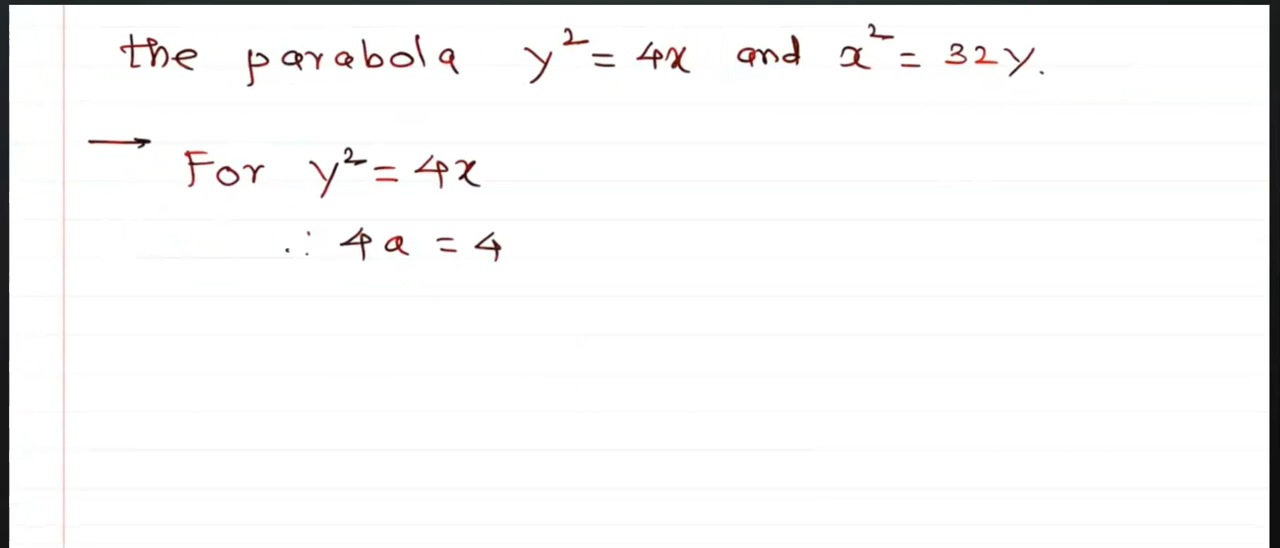 the parabola y² = 4x and x² = 32y.
→ For y² = 4x
∴ 4a = 4